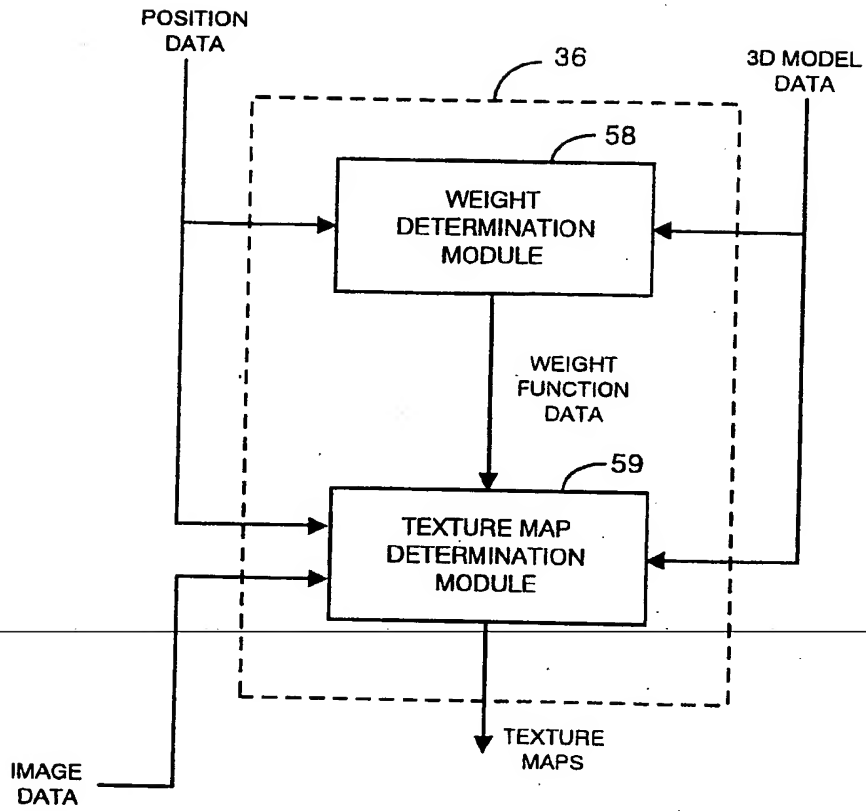 POSITION
DATA
36
3D MODEL
DATA
58
WEIGHT
DETERMINATION
MODULE
WEIGHT
FUNCTION
DATA
59
TEXTURE MAP
DETERMINATION
MODULE
TEXTURE
MAPS
IMAGE
DATA